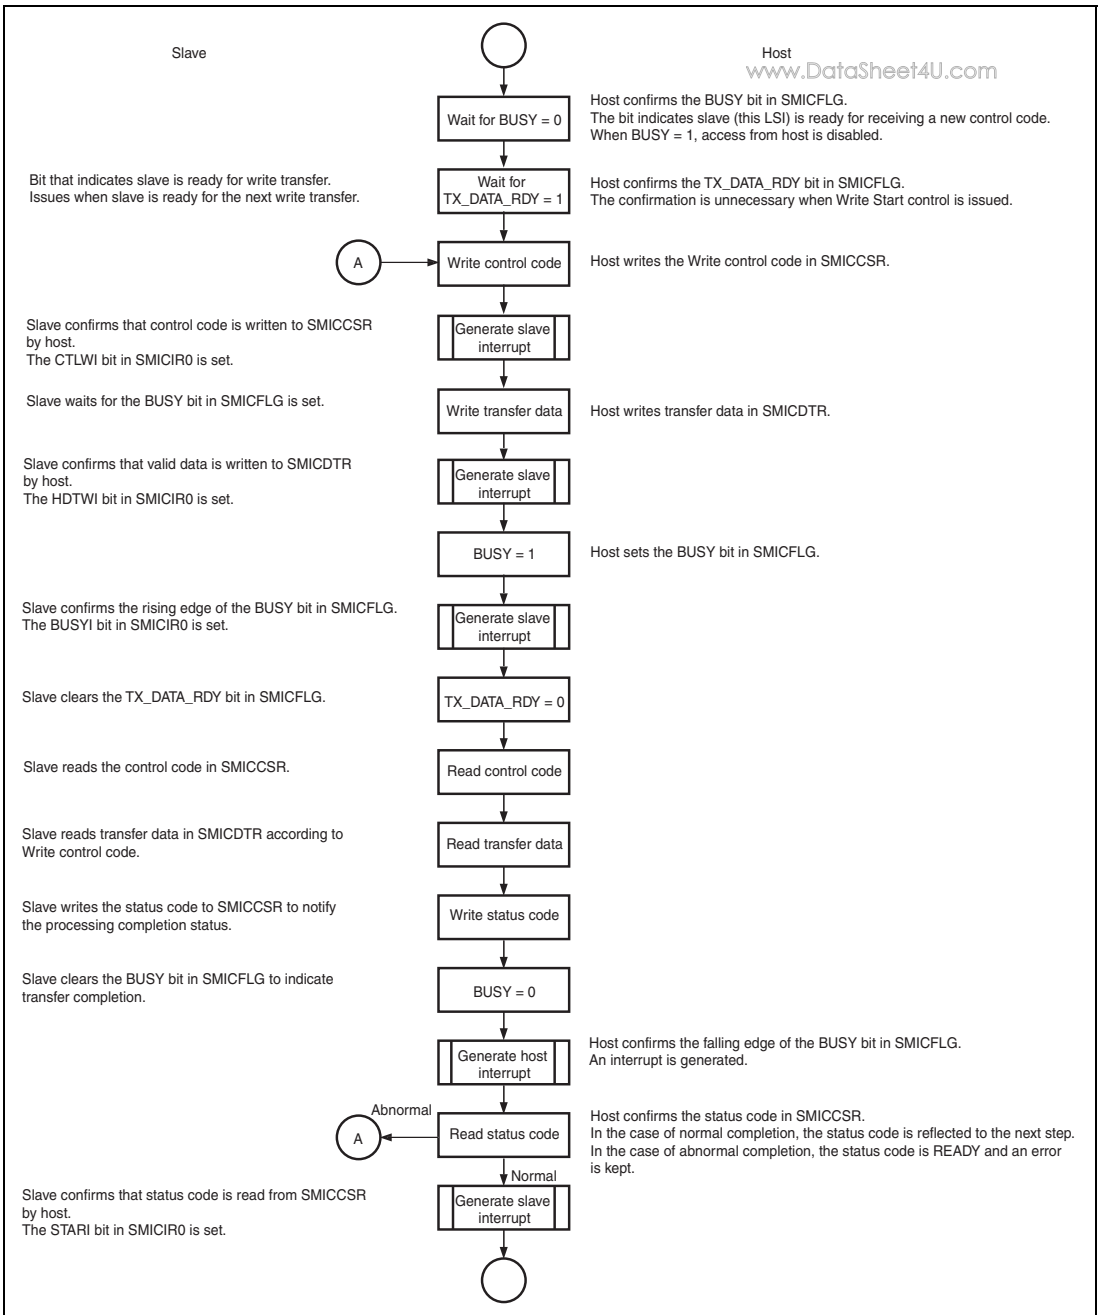 Slave
Host
www.DataSheet4U.com
Wait for BUSY = 0
Host confirms the BUSY bit in SMICFLG.
The bit indicates slave (this LSI) is ready for receiving a new control code.
When BUSY = 1, access from host is disabled.
Bit that indicates slave is ready for write transfer.
Issues when slave is ready for the next write transfer.
Wait for
TX_DATA_RDY = 1
Host confirms the TX_DATA_RDY bit in SMICFLG.
The confirmation is unnecessary when Write Start control is issued.
A
Write control code
Host writes the Write control code in SMICCSR.
Slave confirms that control code is written to SMICCSR
by host.
The CTLWI bit in SMICIR0 is set.
Generate slave
interrupt
Slave waits for the BUSY bit in SMICFLG is set.
Write transfer data
Host writes transfer data in SMICDTR.
Slave confirms that valid data is written to SMICDTR
by host.
The HDTWI bit in SMICIR0 is set.
Generate slave
interrupt
BUSY = 1
Host sets the BUSY bit in SMICFLG.
Slave confirms the rising edge of the BUSY bit in SMICFLG.
The BUSYI bit in SMICIR0 is set.
Generate slave
interrupt
Slave clears the TX_DATA_RDY bit in SMICFLG.
TX_DATA_RDY = 0
Slave reads the control code in SMICCSR.
Read control code
Slave reads transfer data in SMICDTR according to
Write control code.
Read transfer data
Slave writes the status code to SMICCSR to notify
the processing completion status.
Write status code
Slave clears the BUSY bit in SMICFLG to indicate
transfer completion.
BUSY = 0
Generate host
interrupt
Host confirms the falling edge of the BUSY bit in SMICFLG.
An interrupt is generated.
Abnormal
A
Read status code
Host confirms the status code in SMICCSR.
In the case of normal completion, the status code is reflected to the next step.
In the case of abnormal completion, the status code is READY and an error
is kept.
Normal
Slave confirms that status code is read from SMICCSR
by host.
The STARI bit in SMICIR0 is set.
Generate slave
interrupt